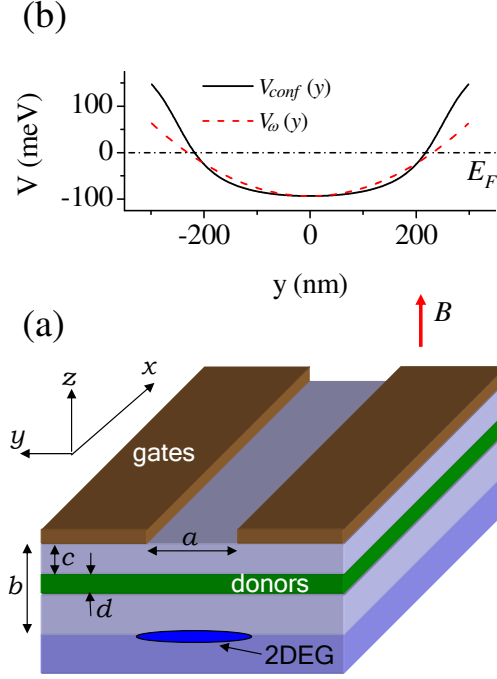 (b)
V (meV)
100
0
-100
V_conf (y)
V_ω (y)
E_F
-200
0
200
y (nm)
(a)
B
z
x
y
gates
a
c
b
donors
d
2DEG